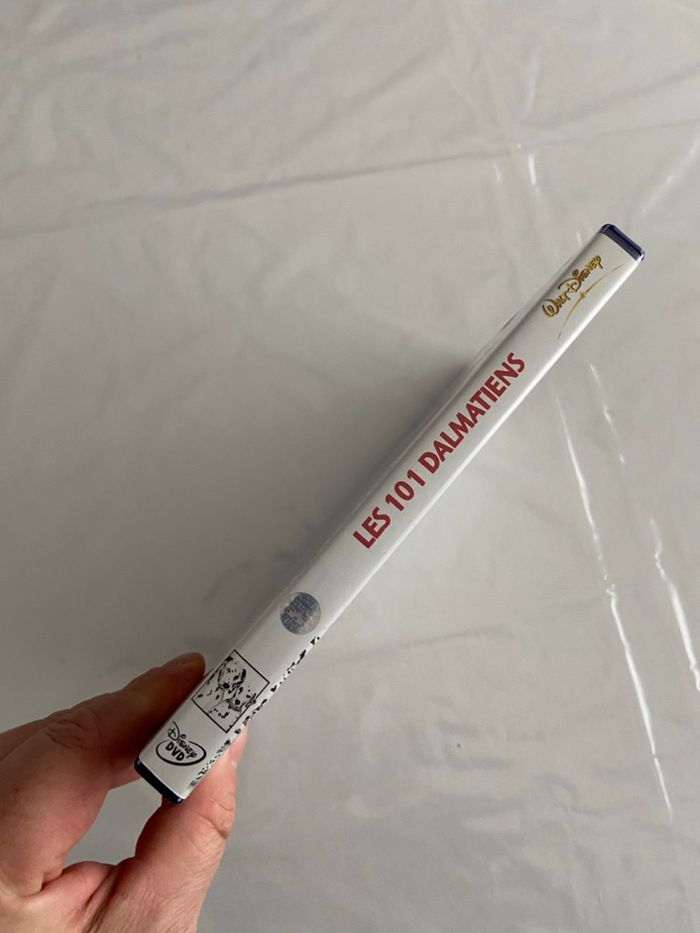 WALT DISNEY
LES 101 DALMATIENS
DISNEY
DVD